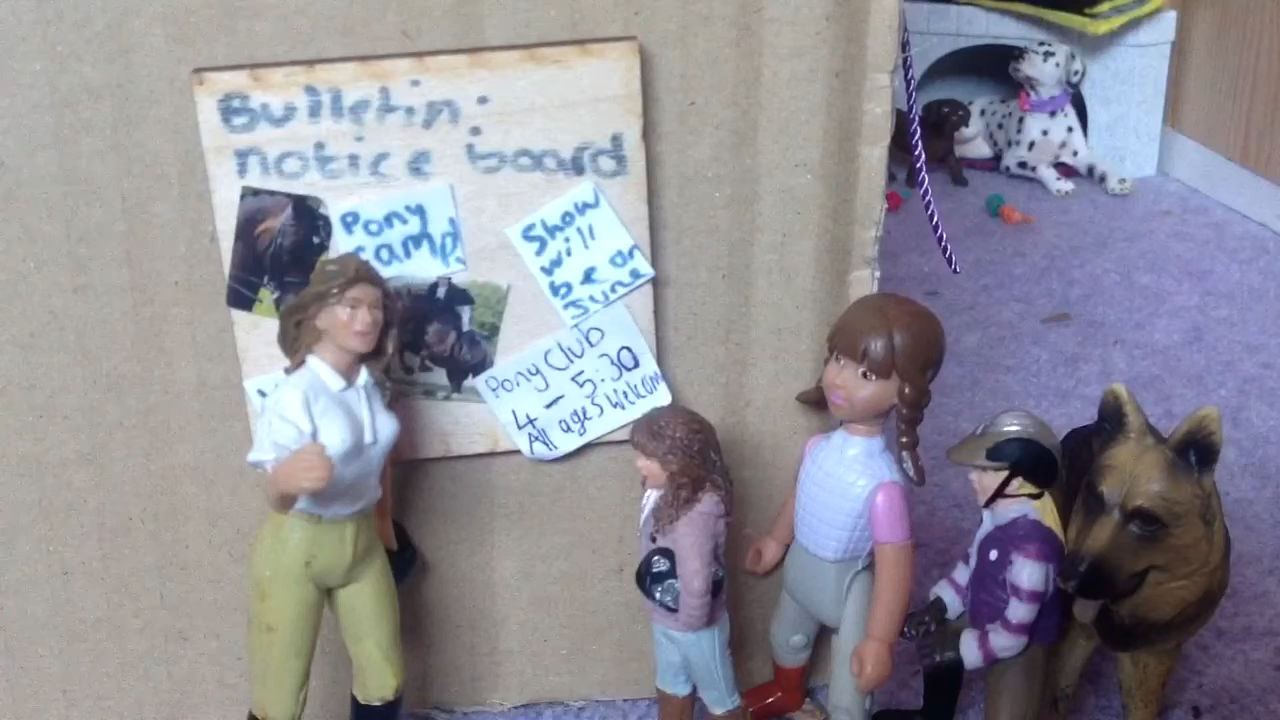 Bulletin:
notice board
Pony
camp.
Show
will
be on
June
Pony Club
4 - 5:30
All ages Welcom